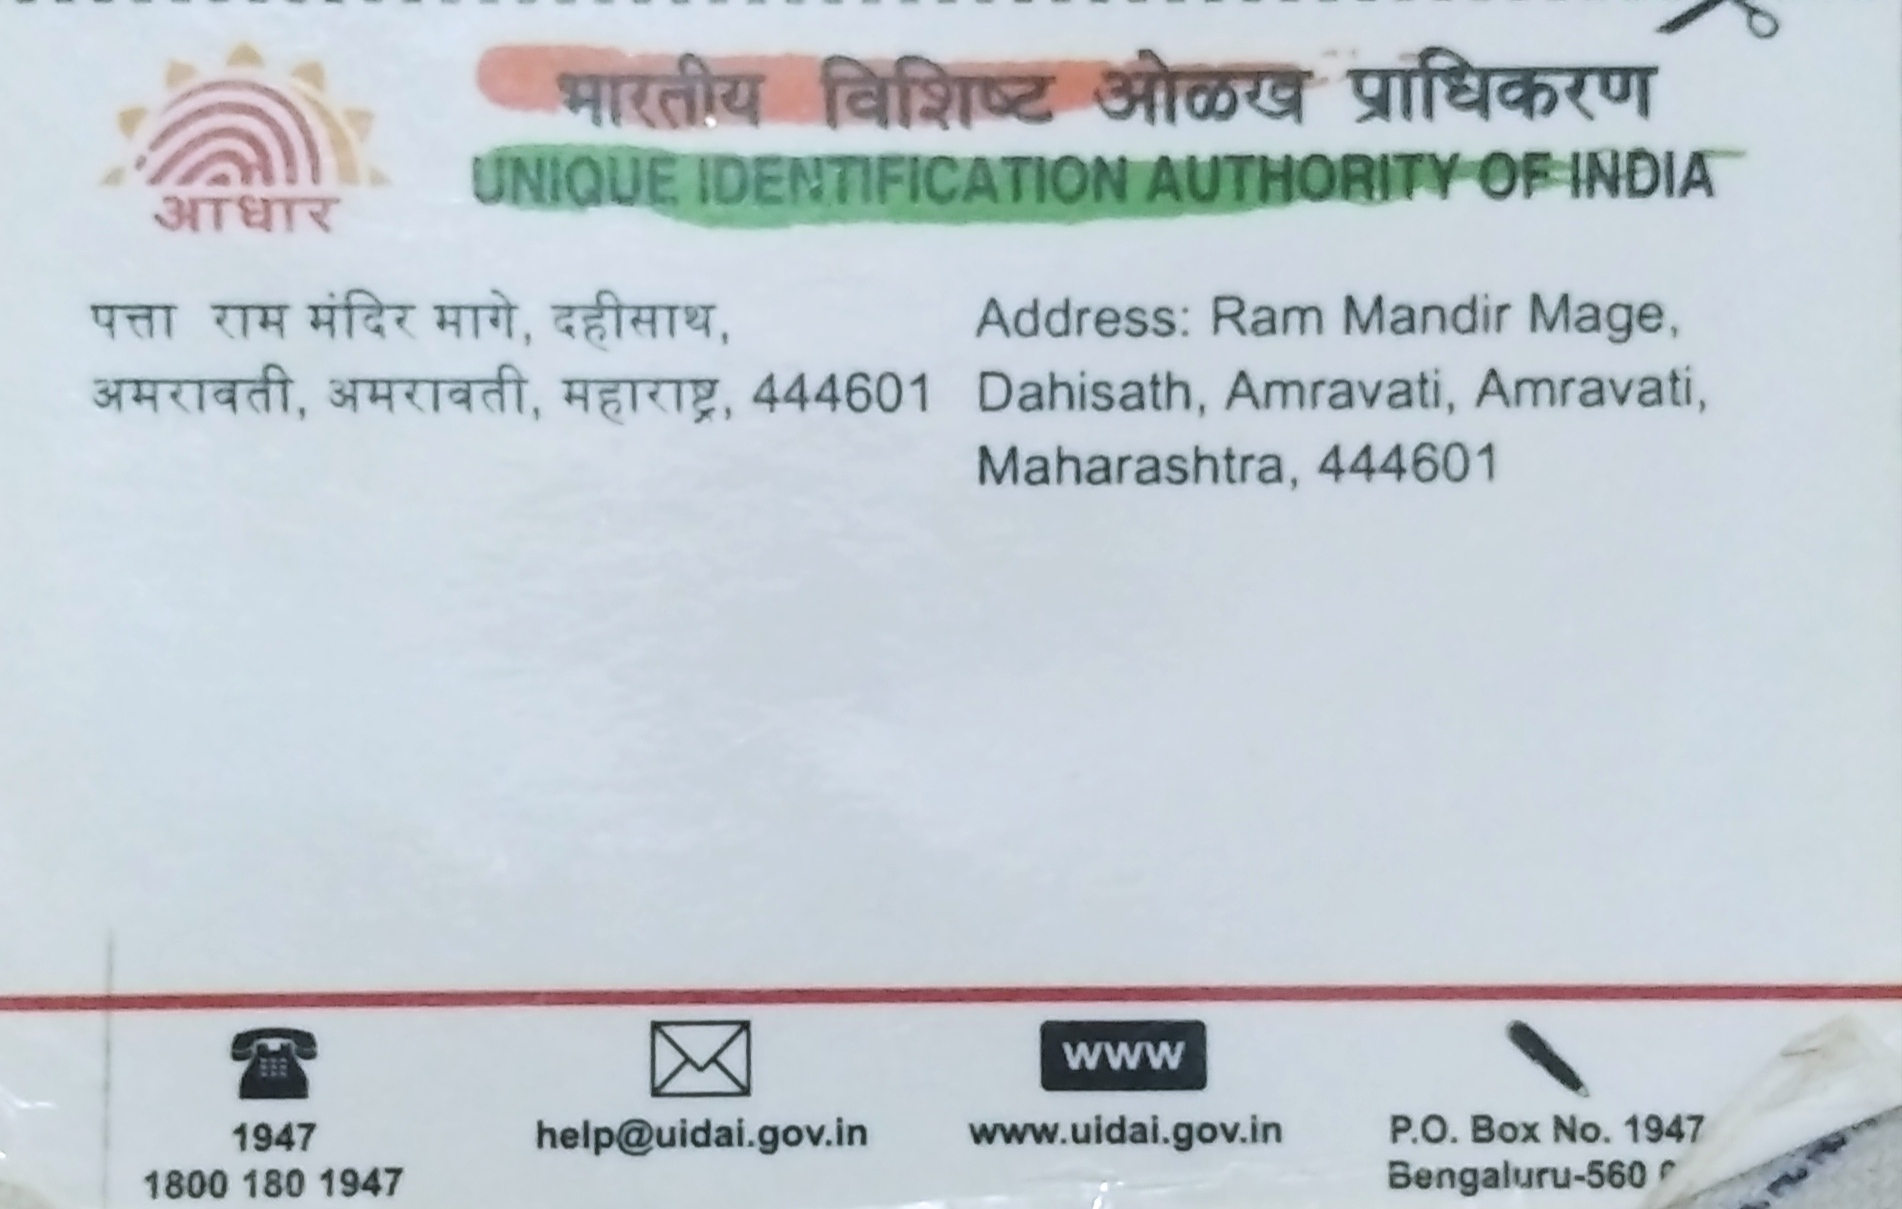 आधार
भारतीय विशिष्ट ओळख प्राधिकरण
UNIQUE IDENTIFICATION AUTHORITY OF INDIA
पत्ता राम मंदिर मागे, दहीसाथ,
अमरावती, अमरावती, महाराष्ट्र, 444601
Address: Ram Mandir Mage,
Dahisath, Amravati, Amravati,
Maharashtra, 444601
1947
1800 180 1947
help@uidai.gov.in
WWW
www.uidai.gov.in
P.O. Box No. 1947
Bengaluru-560